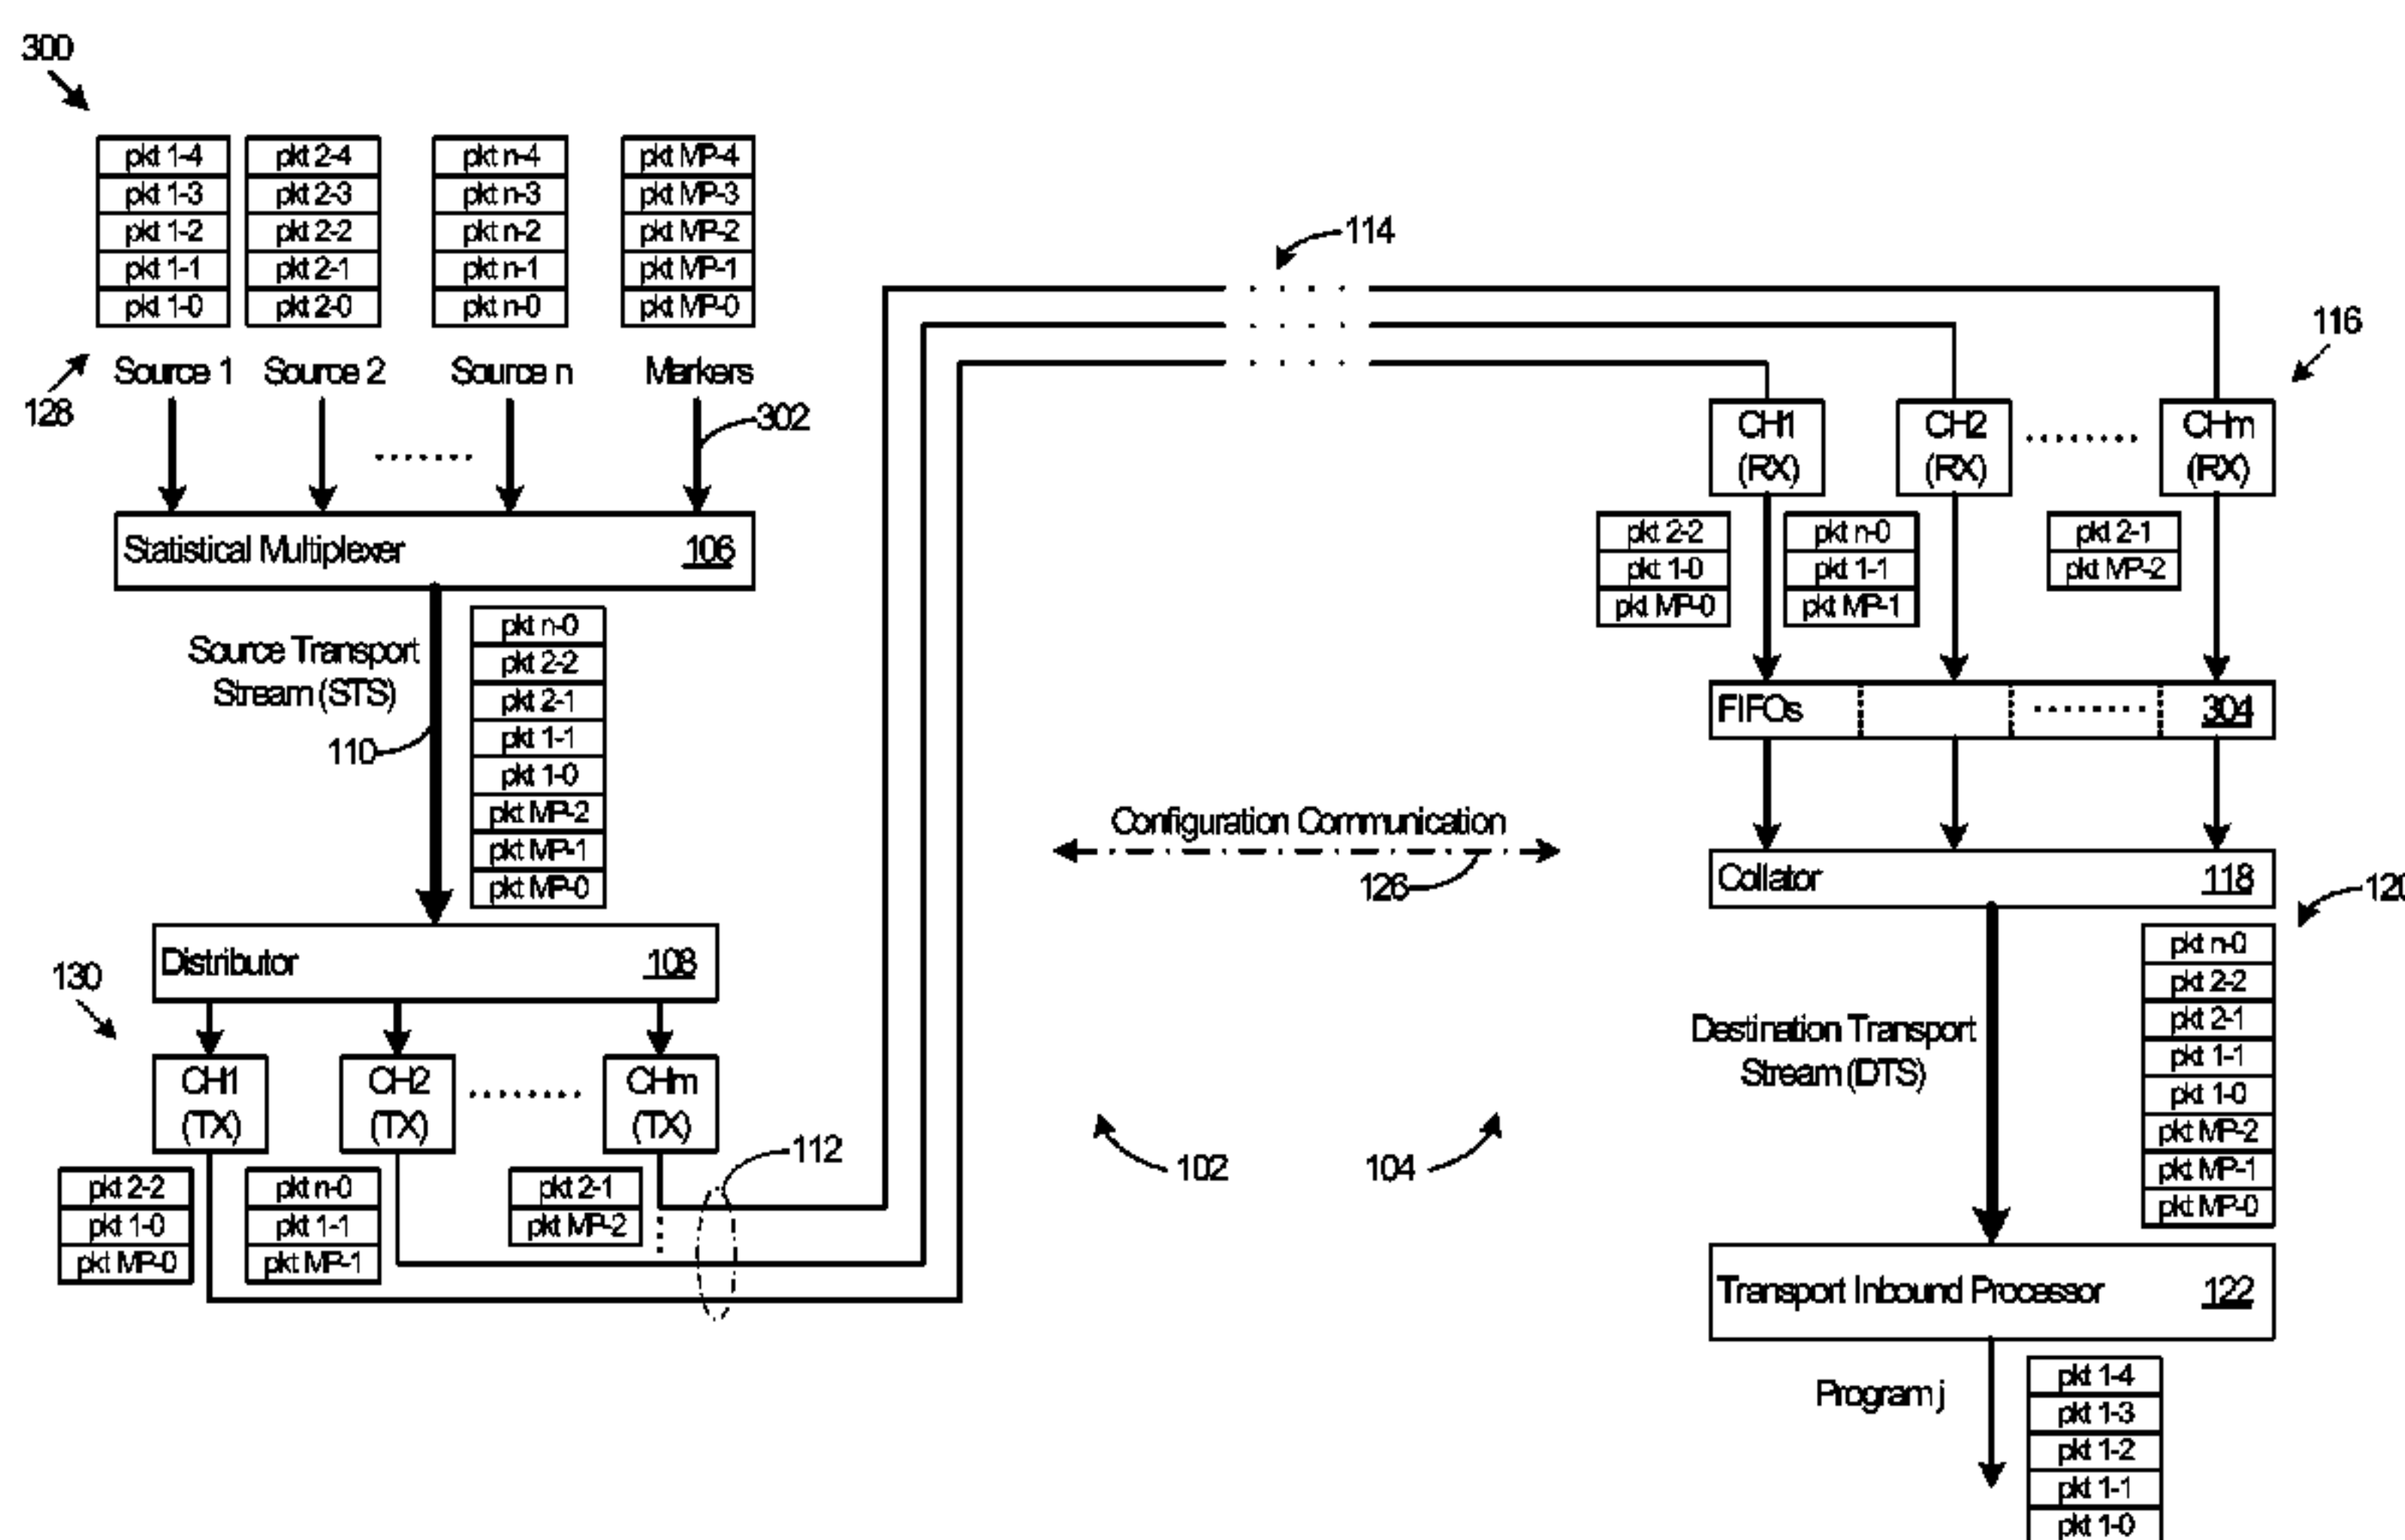 300
pkt 1-4 pkt 2-4 pkt n-4 pkt MP-4
pkt 1-3 pkt 2-3 pkt n-3 pkt MP-3
pkt 1-2 pkt 2-2 pkt n-2 pkt MP-2
pkt 1-1 pkt 2-1 pkt n-1 pkt MP-1
pkt 1-0 pkt 2-0 pkt n-0 pkt MP-0
128
Source 1 Source 2 Source n Markers
302
Statistical Multiplexer 106
Source Transport
Stream (STS)
110
pkt n-0
pkt 2-2
pkt 2-1
pkt 1-1
pkt 1-0
pkt MP-2
pkt MP-1
pkt MP-0
Distributor 108
130
CH1
(TX)
CH2
(TX)
CHm
(TX)
pkt 2-2
pkt 1-0
pkt MP-0
pkt n-0
pkt 1-1
pkt MP-1
pkt 2-1
pkt MP-2
112
114
Configuration Communication
126
102
104
116
CH1
(RX)
CH2
(RX)
CHm
(RX)
pkt 2-2
pkt 1-0
pkt MP-0
pkt n-0
pkt 1-1
pkt MP-1
pkt 2-1
pkt MP-2
FIFOs 304
Collator 118
120
Destination Transport
Stream (DTS)
pkt n-0
pkt 2-2
pkt 2-1
pkt 1-1
pkt 1-0
pkt MP-2
pkt MP-1
pkt MP-0
Transport Inbound Processor 122
Program j
pkt 1-4
pkt 1-3
pkt 1-2
pkt 1-1
pkt 1-0